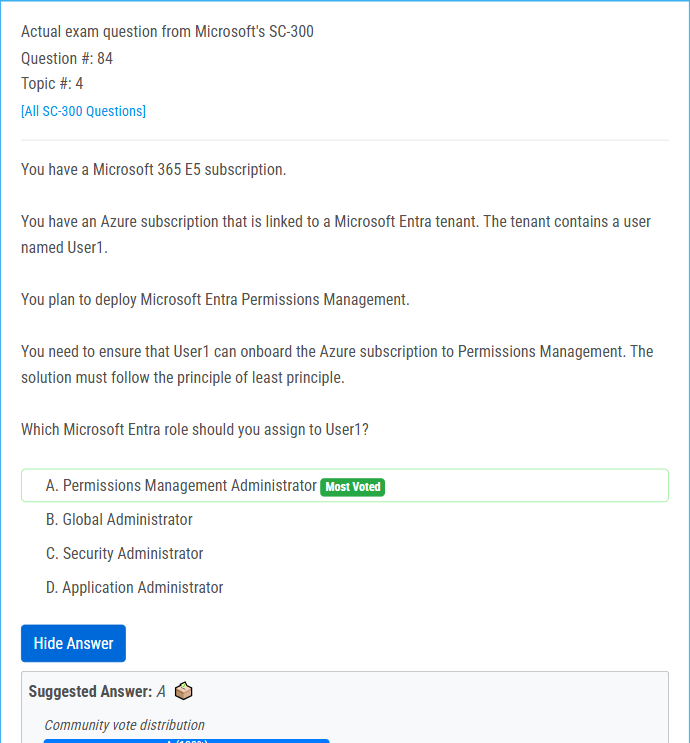 Actual exam question from Microsoft's SC-300
Question #: 84
Topic #: 4
[All SC-300 Questions]
You have a Microsoft 365 E5 subscription.
You have an Azure subscription that is linked to a Microsoft Entra tenant. The tenant contains a user
named User1.
You plan to deploy Microsoft Entra Permissions Management.
You need to ensure that User1 can onboard the Azure subscription to Permissions Management. The
solution must follow the principle of least principle.
Which Microsoft Entra role should you assign to User1?
A. Permissions Management Administrator Most Voted
B. Global Administrator
C. Security Administrator
D. Application Administrator
Hide Answer
Suggested Answer: A
Community vote distribution